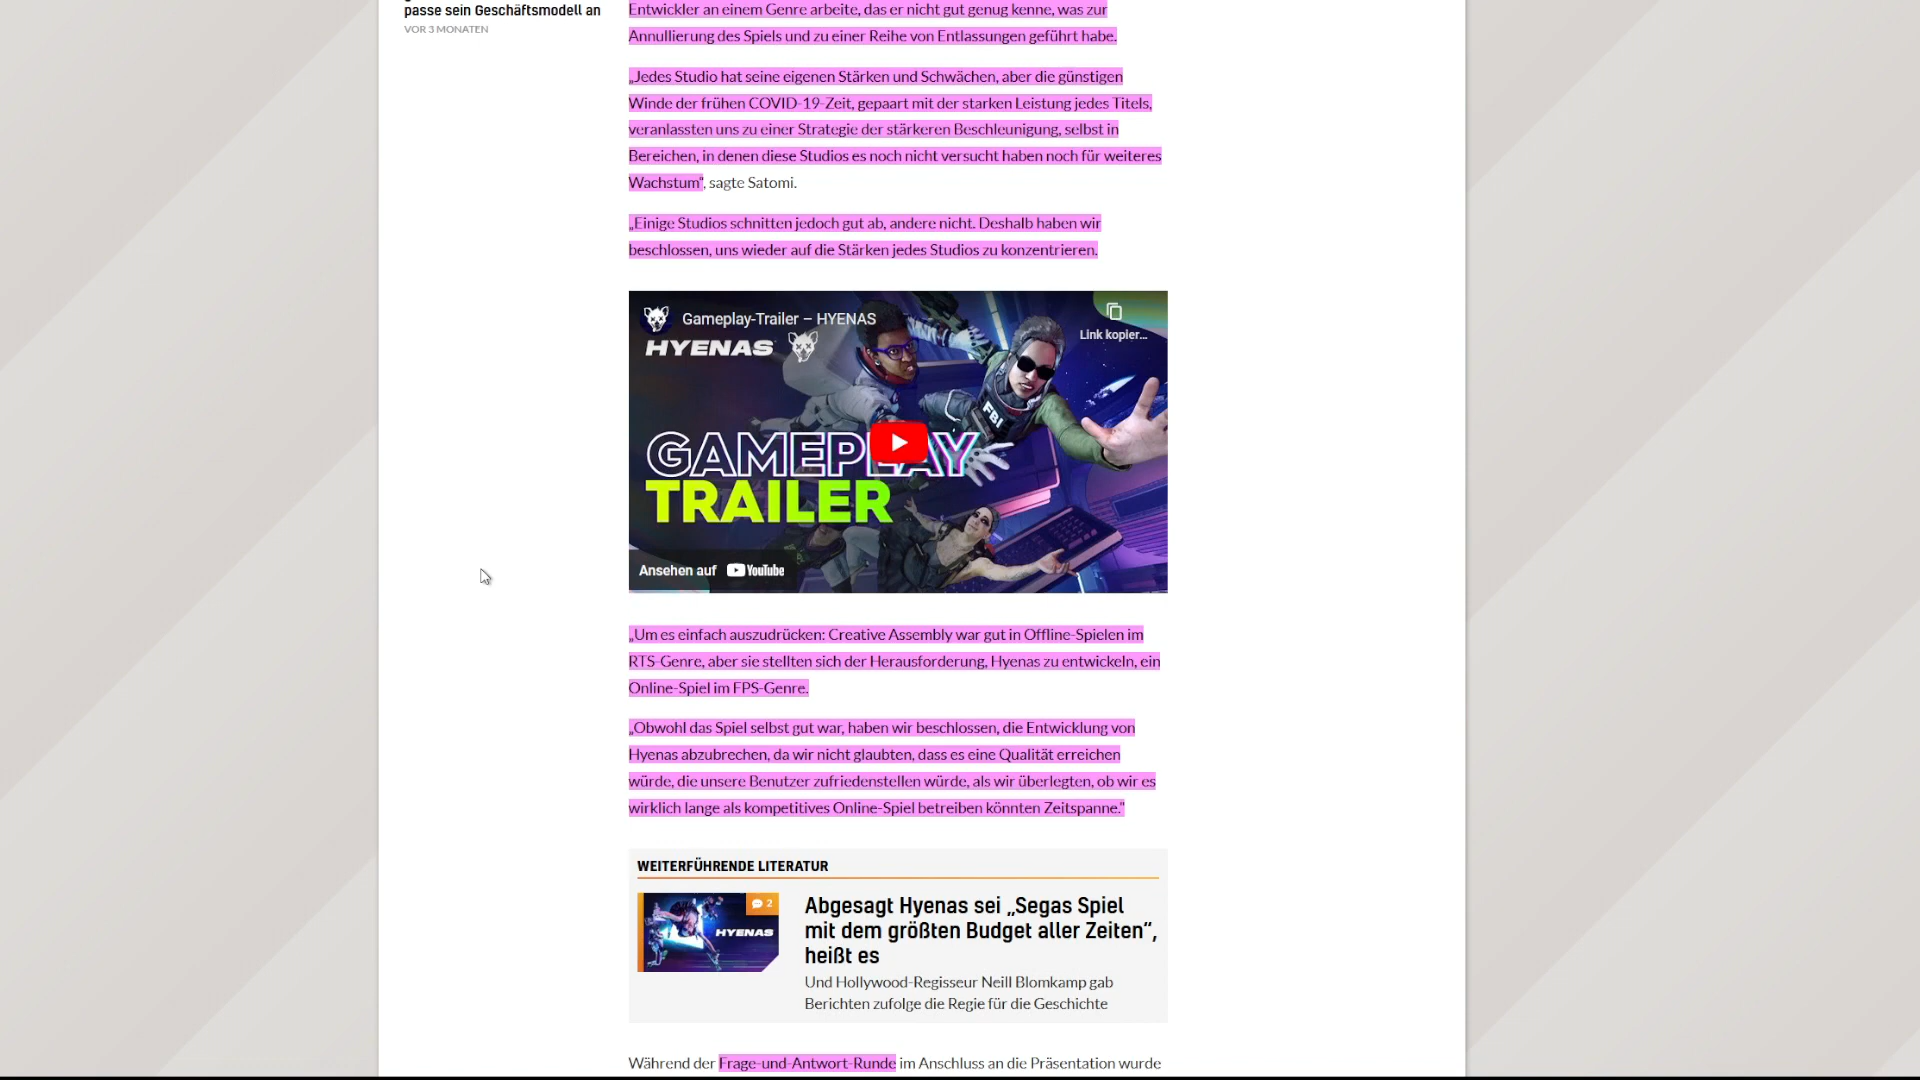 passe sein Geschäftsmodell an
VOR 3 MONATEN
Entwickler an einem Genre arbeite, das er nicht gut genug kenne, was zur
Annullierung des Spiels und zu einer Reihe von Entlassungen geführt habe.
„Jedes Studio hat seine eigenen Stärken und Schwächen, aber die günstigen
Winde der frühen COVID-19-Zeit, gepaart mit der starken Leistung jedes Titels,
veranlassten uns zu einer Strategie der stärkeren Beschleunigung, selbst in
Bereichen, in denen diese Studios es noch nicht versucht haben noch für weiteres
Wachstum“, sagte Satomi.
„Einige Studios schnitten jedoch gut ab, andere nicht. Deshalb haben wir
beschlossen, uns wieder auf die Stärken jedes Studios zu konzentrieren.
Gameplay-Trailer – HYENAS
Link kopier...
HYENAS
FBI
GAMEPLAY
TRAILER
Ansehen auf YouTube
„Um es einfach auszudrücken: Creative Assembly war gut in Offline-Spielen im
RTS-Genre, aber sie stellten sich der Herausforderung, Hyenas zu entwickeln, ein
Online-Spiel im FPS-Genre.
„Obwohl das Spiel selbst gut war, haben wir beschlossen, die Entwicklung von
Hyenas abzubrechen, da wir nicht glaubten, dass es eine Qualität erreichen
würde, die unsere Benutzer zufriedenstellen würde, als wir überlegten, ob wir es
wirklich lange als kompetitives Online-Spiel betreiben könnten Zeitspanne."
WEITERFÜHRENDE LITERATUR
2
HYENAS
Abgesagt Hyenas sei „Segas Spiel
mit dem größten Budget aller Zeiten“,
heißt es
Und Hollywood-Regisseur Neill Blomkamp gab
Berichten zufolge die Regie für die Geschichte
Während der Frage-und-Antwort-Runde im Anschluss an die Präsentation wurde